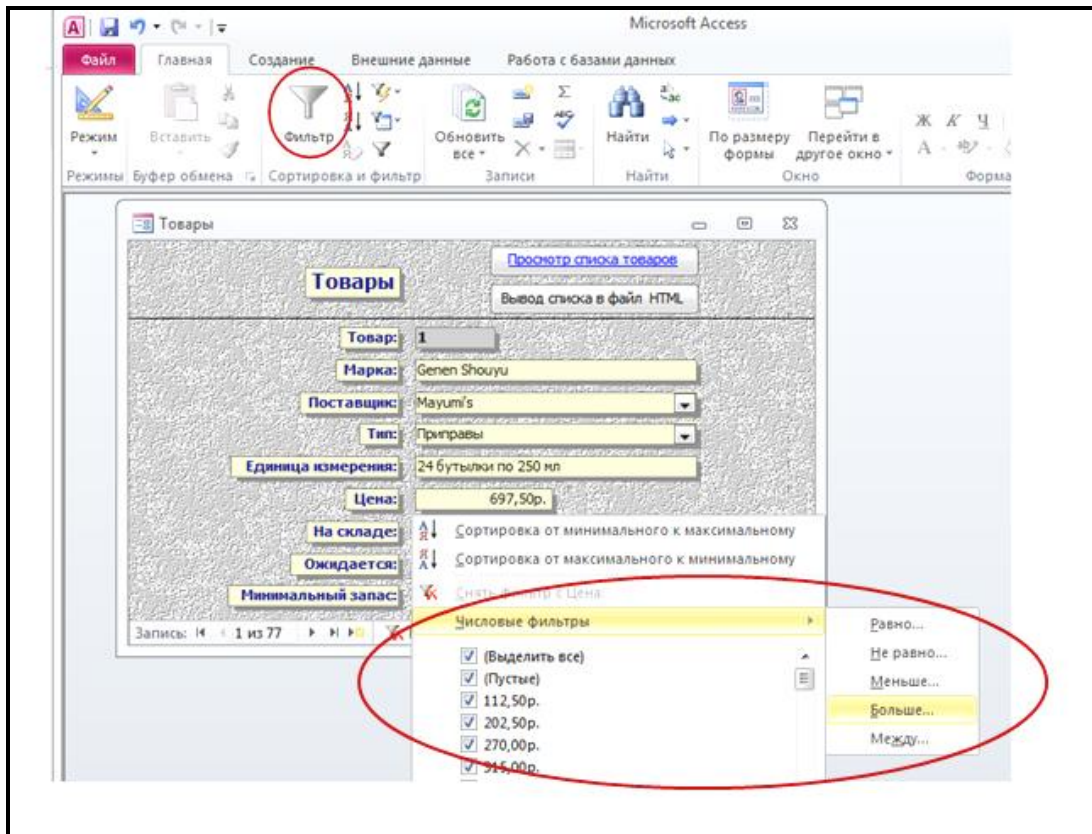 Microsoft Access
Файл Главная Создание Внешние данные Работа с базами данных
Режим Вставить Фильтр Обновить все Найти По размеру формы Перейти в другое окно Ж К Ч
Режимы Буфер обмена Сортировка и фильтр Записи Найти Окно Форма
Товары
Просмотр списка товаров
Товары
Вывод списка в файл HTML
Товар: 1
Марка: Genen Shouyu
Поставщик: Mayumi's
Тип: Приправы
Единица измерения: 24 бутылки по 250 мл
Цена: 697,50р.
На складе: Сортировка от минимального к максимальному
Ожидается: Сортировка от максимального к минимальному
Минимальный запас: Снять фильтр с Цена:
Числовые фильтры
Запись: 1 из 77
Равно...
(Выделить все) Не равно...
(Пустые) Меньше...
112,50р. Больше...
202,50р.
270,00р. Между...
315,00р.